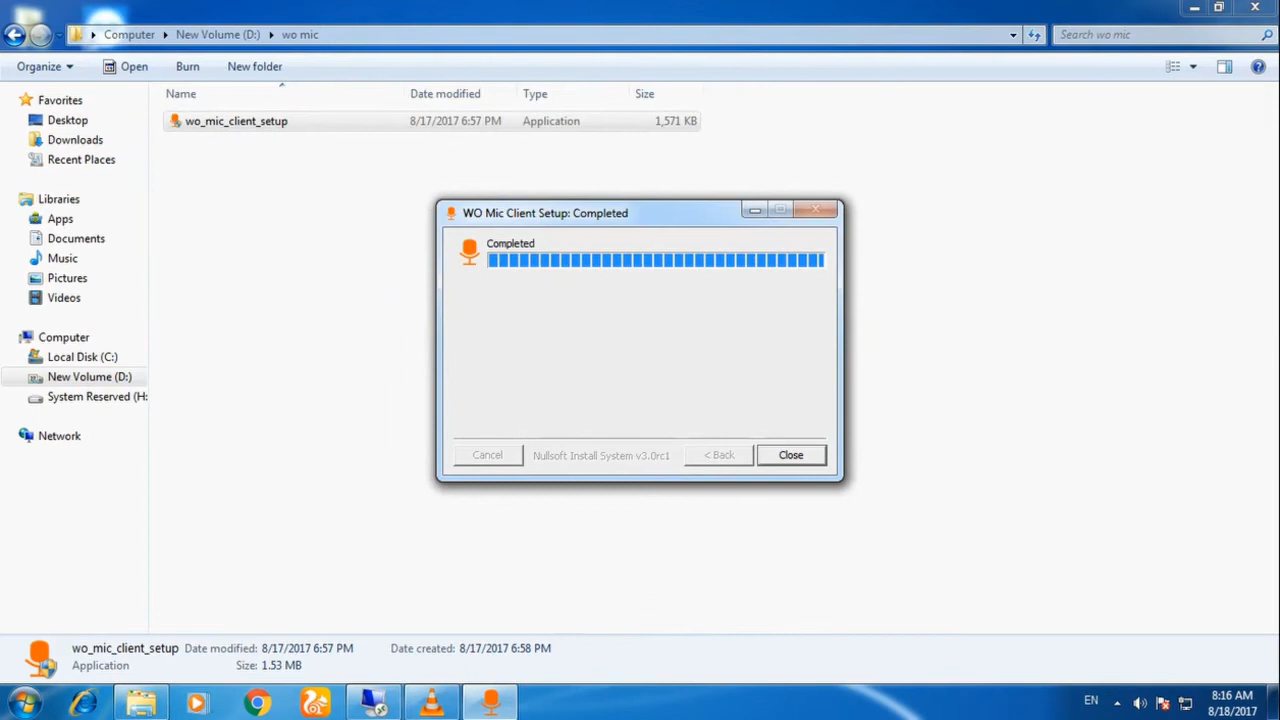 Computer New Volume (D:) wo mic
Search wo mic
Organize Open Burn New folder
Name Date modified Type Size
wo_mic_client_setup 8/17/2017 6:57 PM Application 1,571 KB
Favorites
Desktop
Downloads
Recent Places
Libraries
Apps
Documents
Music
Pictures
Videos
Computer
Local Disk (C:)
New Volume (D:)
System Reserved (H:
Network
WO Mic Client Setup: Completed
Completed
Cancel Nullsoft Install System v3.0rc1 < Back Close
wo_mic_client_setup Date modified: 8/17/2017 6:57 PM Date created: 8/17/2017 6:58 PM
Application Size: 1.53 MB
EN 8:16 AM
8/18/2017